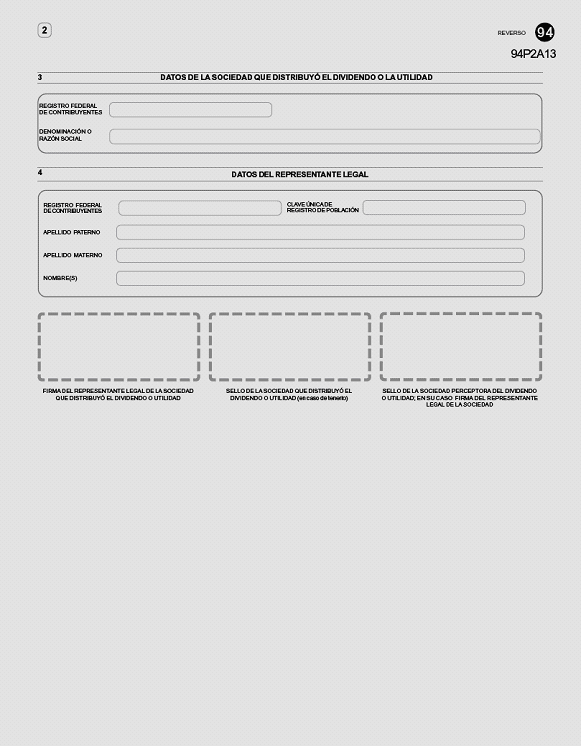 2
REVERSO 94
94P2A13
3 DATOS DE LA SOCIEDAD QUE DISTRIBUYÓ EL DIVIDENDO O LA UTILIDAD
REGISTRO FEDERAL
DE CONTRIBUYENTES
DENOMINACIÓN O
RAZÓN SOCIAL
4 DATOS DEL REPRESENTANTE LEGAL
REGISTRO FEDERAL
DE CONTRIBUYENTES
CLAVE ÚNICA DE
REGISTRO DE POBLACIÓN
APELLIDO PATERNO
APELLIDO MATERNO
NOMBRE(S)
FIRMA DEL REPRESENTANTE LEGAL DE LA SOCIEDAD
QUE DISTRIBUYÓ EL DIVIDENDO O UTILIDAD
SELLO DE LA SOCIEDAD QUE DISTRIBUYÓ EL
DIVIDENDO O UTILIDAD (en caso de tenerlo)
SELLO DE LA SOCIEDAD PERCEPTORA DEL DIVIDENDO
O UTILIDAD, EN SU CASO FIRMA DEL REPRESENTANTE
LEGAL DE LA SOCIEDAD